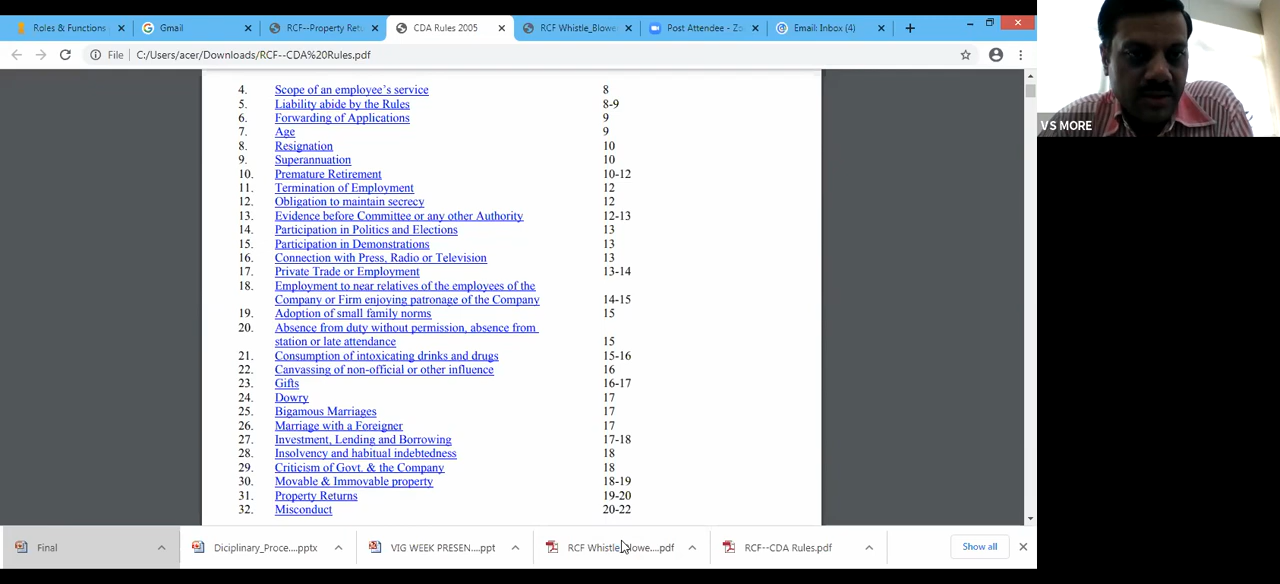 Roles & Functions
Gmail
RCF--Property Retu
CDA Rules 2005
RCF Whistle_Blowe
Post Attendee - Zo
Email: Inbox (4)
File
C:/Users/acer/Downloads/RCF--CDA%20Rules.pdf
4. Scope of an employee's service 8
5. Liability abide by the Rules 8-9
6. Forwarding of Applications 9
7. Age 9
8. Resignation 10
9. Superannuation 10
10. Premature Retirement 10-12
11. Termination of Employment 12
12. Obligation to maintain secrecy 12
13. Evidence before Committee or any other Authority 12-13
14. Participation in Politics and Elections 13
15. Participation in Demonstrations 13
16. Connection with Press, Radio or Television 13
17. Private Trade or Employment 13-14
18. Employment to near relatives of the employees of the
Company or Firm enjoying patronage of the Company 14-15
19. Adoption of small family norms 15
20. Absence from duty without permission, absence from
station or late attendance 15
21. Consumption of intoxicating drinks and drugs 15-16
22. Canvassing of non-official or other influence 16
23. Gifts 16-17
24. Dowry 17
25. Bigamous Marriages 17
26. Marriage with a Foreigner 17
27. Investment, Lending and Borrowing 17-18
28. Insolvency and habitual indebtedness 18
29. Criticism of Govt. & the Company 18
30. Movable & Immovable property 18-19
31. Property Returns 19-20
32. Misconduct 20-22
V S MORE
Final
Diciplinary_Proce....pptx
VIG WEEK PRESEN....ppt
RCF Whistle_Blowe....pdf
RCF--CDA Rules.pdf
Show all